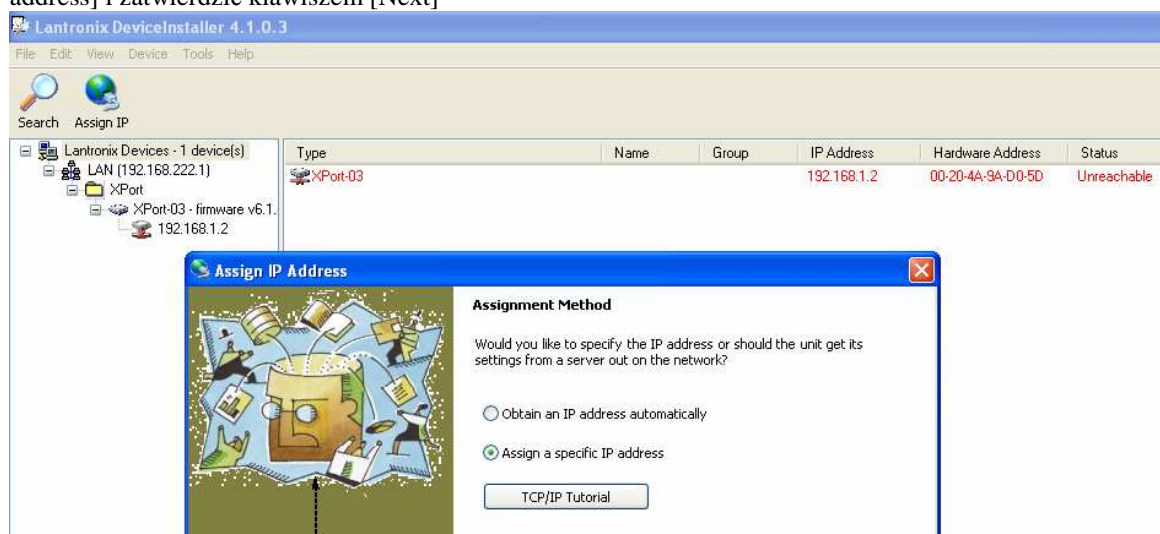 address] i zatwierdzić klawiszem [Next]
Lantronix DeviceInstaller 4.1.0.3
File Edit View Device Tools Help
Search Assign IP
Lantronix Devices - 1 device(s)
LAN (192.168.222.1)
XPort
XPort-03 - firmware v6.1.
192.168.1.2
Type Name Group IP Address Hardware Address Status
XPort-03 192.168.1.2 00-20-4A-9A-D0-5D Unreachable
Assign IP Address
Assignment Method
Would you like to specify the IP address or should the unit get its
settings from a server out on the network?
Obtain an IP address automatically
Assign a specific IP address
TCP/IP Tutorial